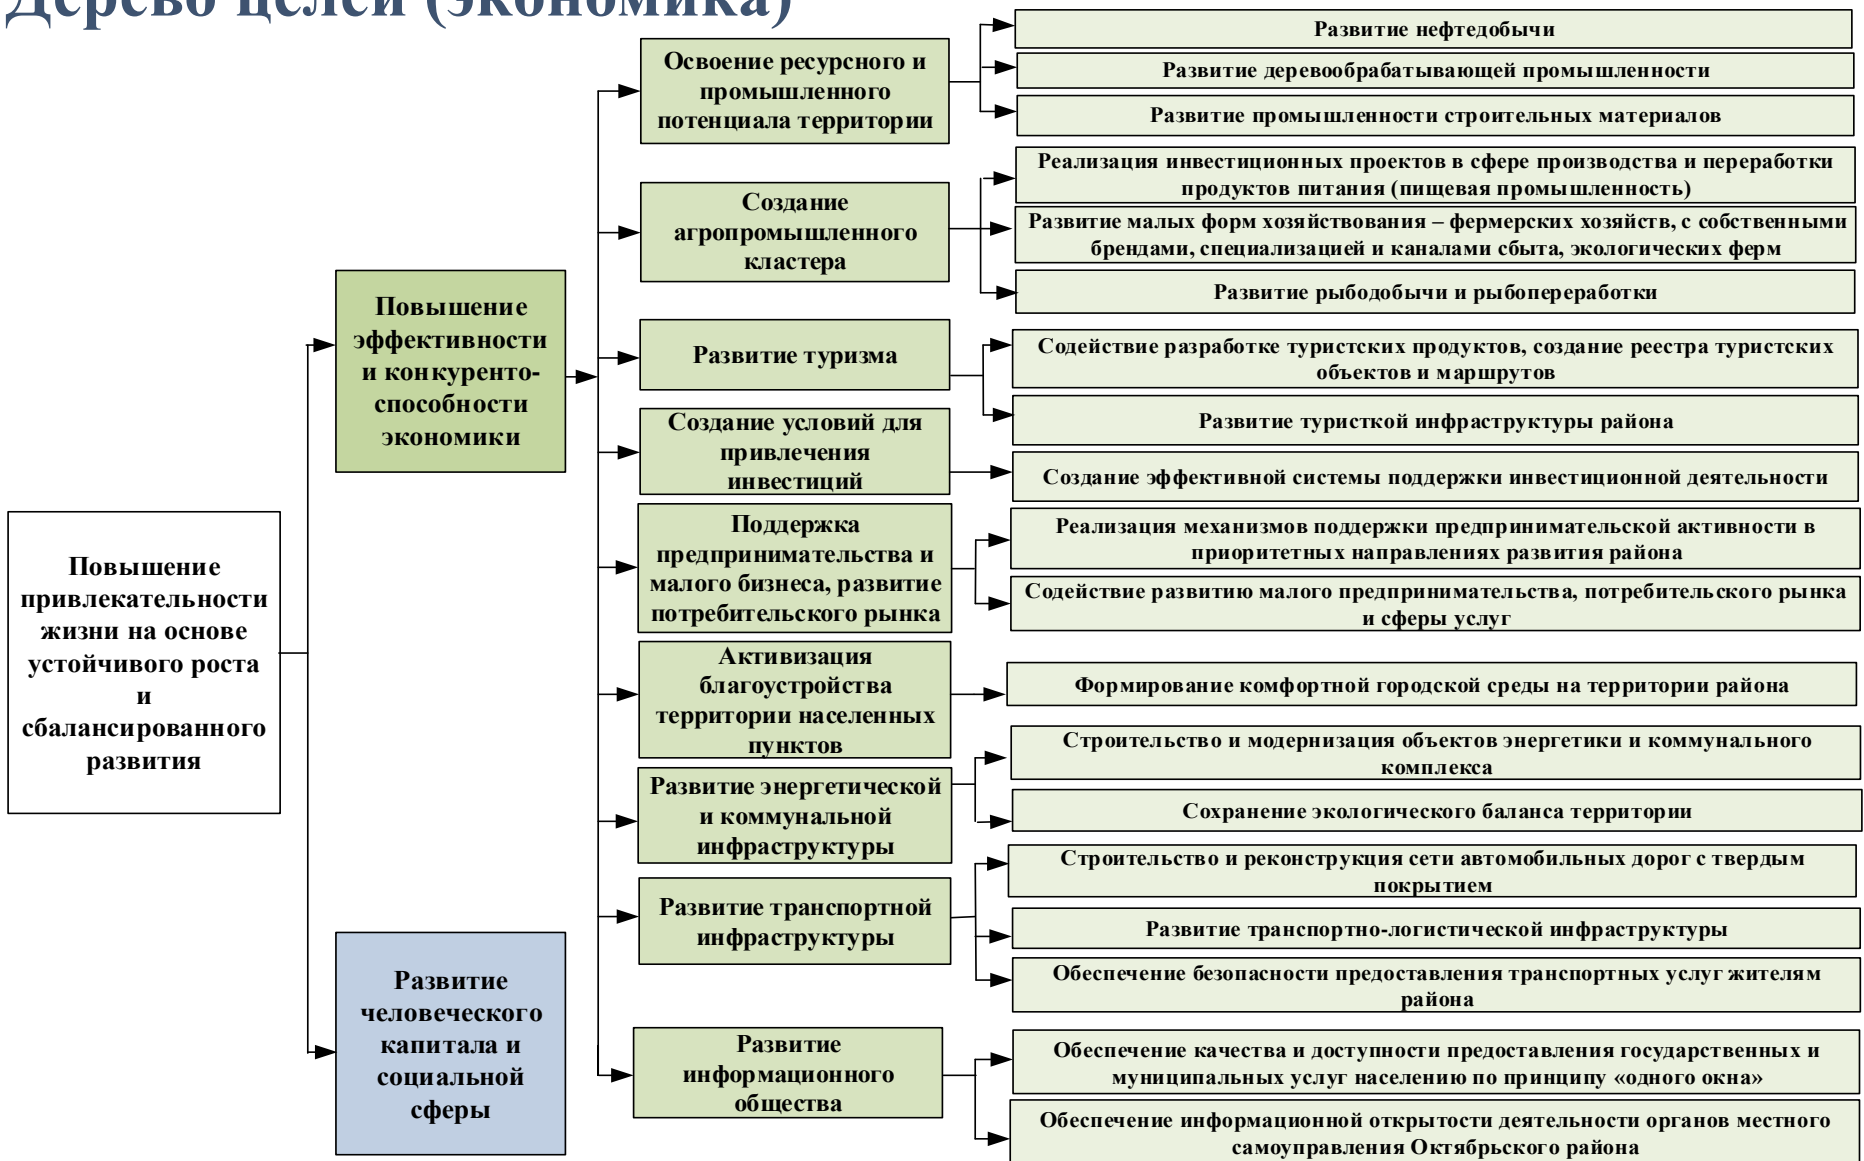 Дерево целей (экономика)
Повышение
привлекательности
жизни на основе
устойчивого роста
и
сбалансированного
развития
Повышение
эффективности
и конкуренто-
способности
экономики
Развитие
человеческого
капитала и
социальной
сферы
Освоение ресурсного и
промышленного
потенциала территории
Развитие нефтедобычи
Развитие деревообрабатывающей промышленности
Развитие промышленности строительных материалов
Создание
агропромышленного
кластера
Реализация инвестиционных проектов в сфере производства и переработки
продуктов питания (пищевая промышленность)
Развитие малых форм хозяйствования – фермерских хозяйств, с собственными
брендами, специализацией и каналами сбыта, экологических ферм
Развитие рыбодобычи и рыбопереработки
Развитие туризма
Содействие разработке туристских продуктов, создание реестра туристских
объектов и маршрутов
Развитие туристкой инфраструктуры района
Создание условий для
привлечения
инвестиций
Создание эффективной системы поддержки инвестиционной деятельности
Поддержка
предпринимательства и
малого бизнеса, развитие
потребительского рынка
Реализация механизмов поддержки предпринимательской активности в
приоритетных направлениях развития района
Содействие развитию малого предпринимательства, потребительского рынка
и сферы услуг
Активизация
благоустройства
территории населенных
пунктов
Формирование комфортной городской среды на территории района
Развитие энергетической
и коммунальной
инфраструктуры
Строительство и модернизация объектов энергетики и коммунального
комплекса
Сохранение экологического баланса территории
Развитие транспортной
инфраструктуры
Строительство и реконструкция сети автомобильных дорог с твердым
покрытием
Развитие транспортно-логистической инфраструктуры
Обеспечение безопасности предоставления транспортных услуг жителям
района
Развитие
информационного
общества
Обеспечение качества и доступности предоставления государственных и
муниципальных услуг населению по принципу «одного окна»
Обеспечение информационной открытости деятельности органов местного
самоуправления Октябрьского района